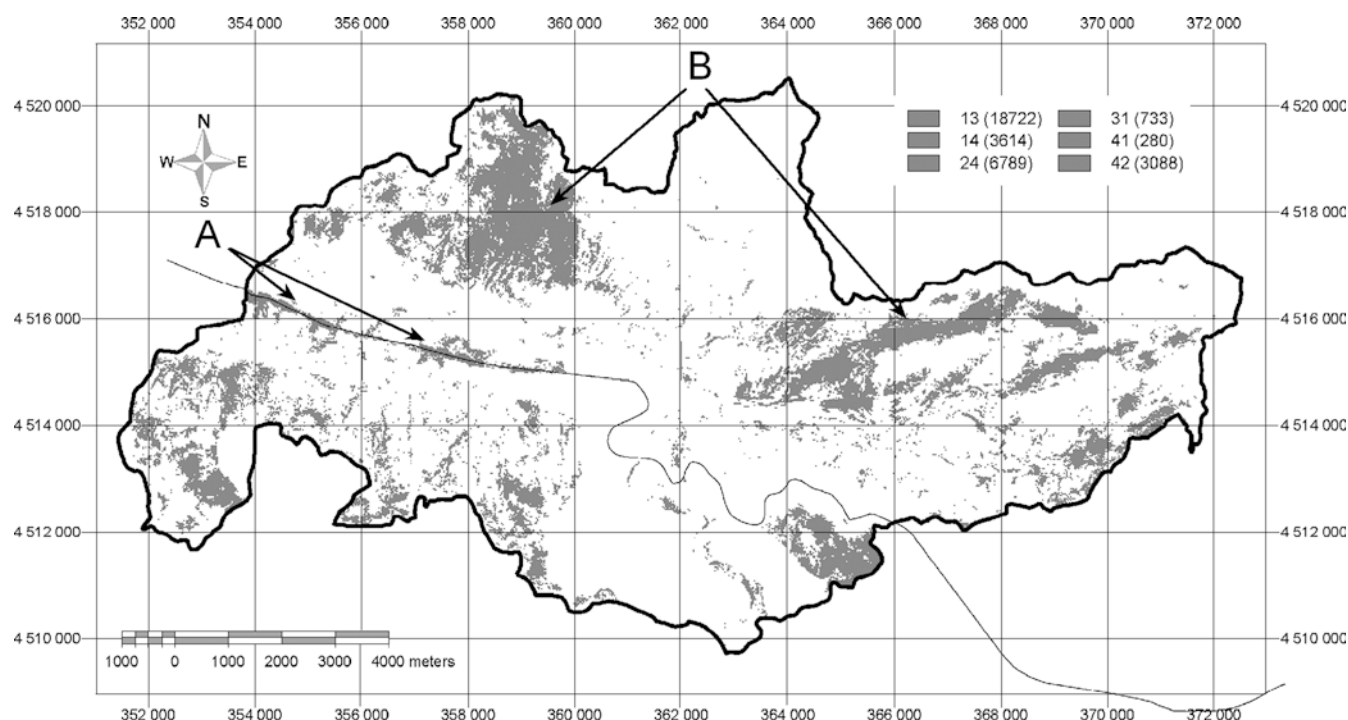 352 000 354 000 356 000 358 000 360 000 362 000 364 000 366 000 368 000 370 000 372 000
B
4 520 000 4 520 000
13 (18722) 31 (733)
14 (3614) 41 (280)
24 (6789) 42 (3088)
N
W E
S
4 518 000 4 518 000
A
4 516 000 4 516 000
4 514 000 4 514 000
4 512 000 4 512 000
4 510 000 4 510 000
1000 0 1000 2000 3000 4000 meters
352 000 354 000 356 000 358 000 360 000 362 000 364 000 366 000 368 000 370 000 372 000